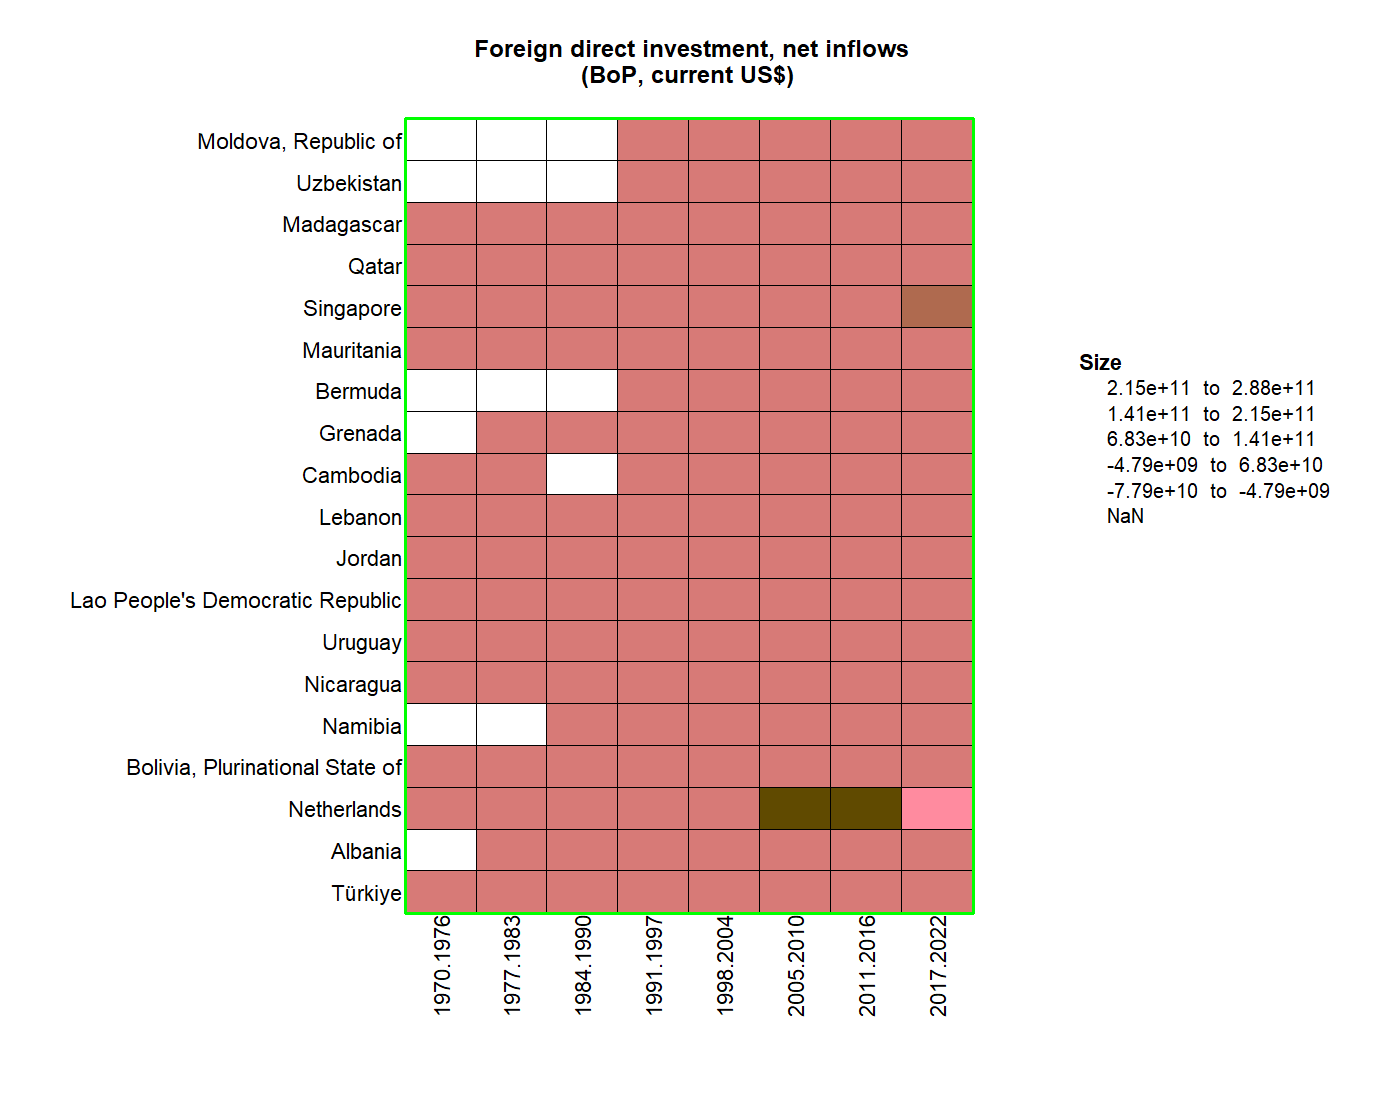 Foreign direct investment, net inflows
(BoP, current US$)
Moldova, Republic of
Uzbekistan
Madagascar
Qatar
Singapore
Mauritania
Bermuda
Grenada
Cambodia
Lebanon
Jordan
Lao People's Democratic Republic
Uruguay
Nicaragua
Namibia
Bolivia, Plurinational State of
Netherlands
Albania
Türkiye
1970.1976
1977.1983
1984.1990
1991.1997
1998.2004
2005.2010
2011.2016
2017.2022
Size
2.15e+11 to 2.88e+11
1.41e+11 to 2.15e+11
6.83e+10 to 1.41e+11
-4.79e+09 to 6.83e+10
-7.79e+10 to -4.79e+09
NaN